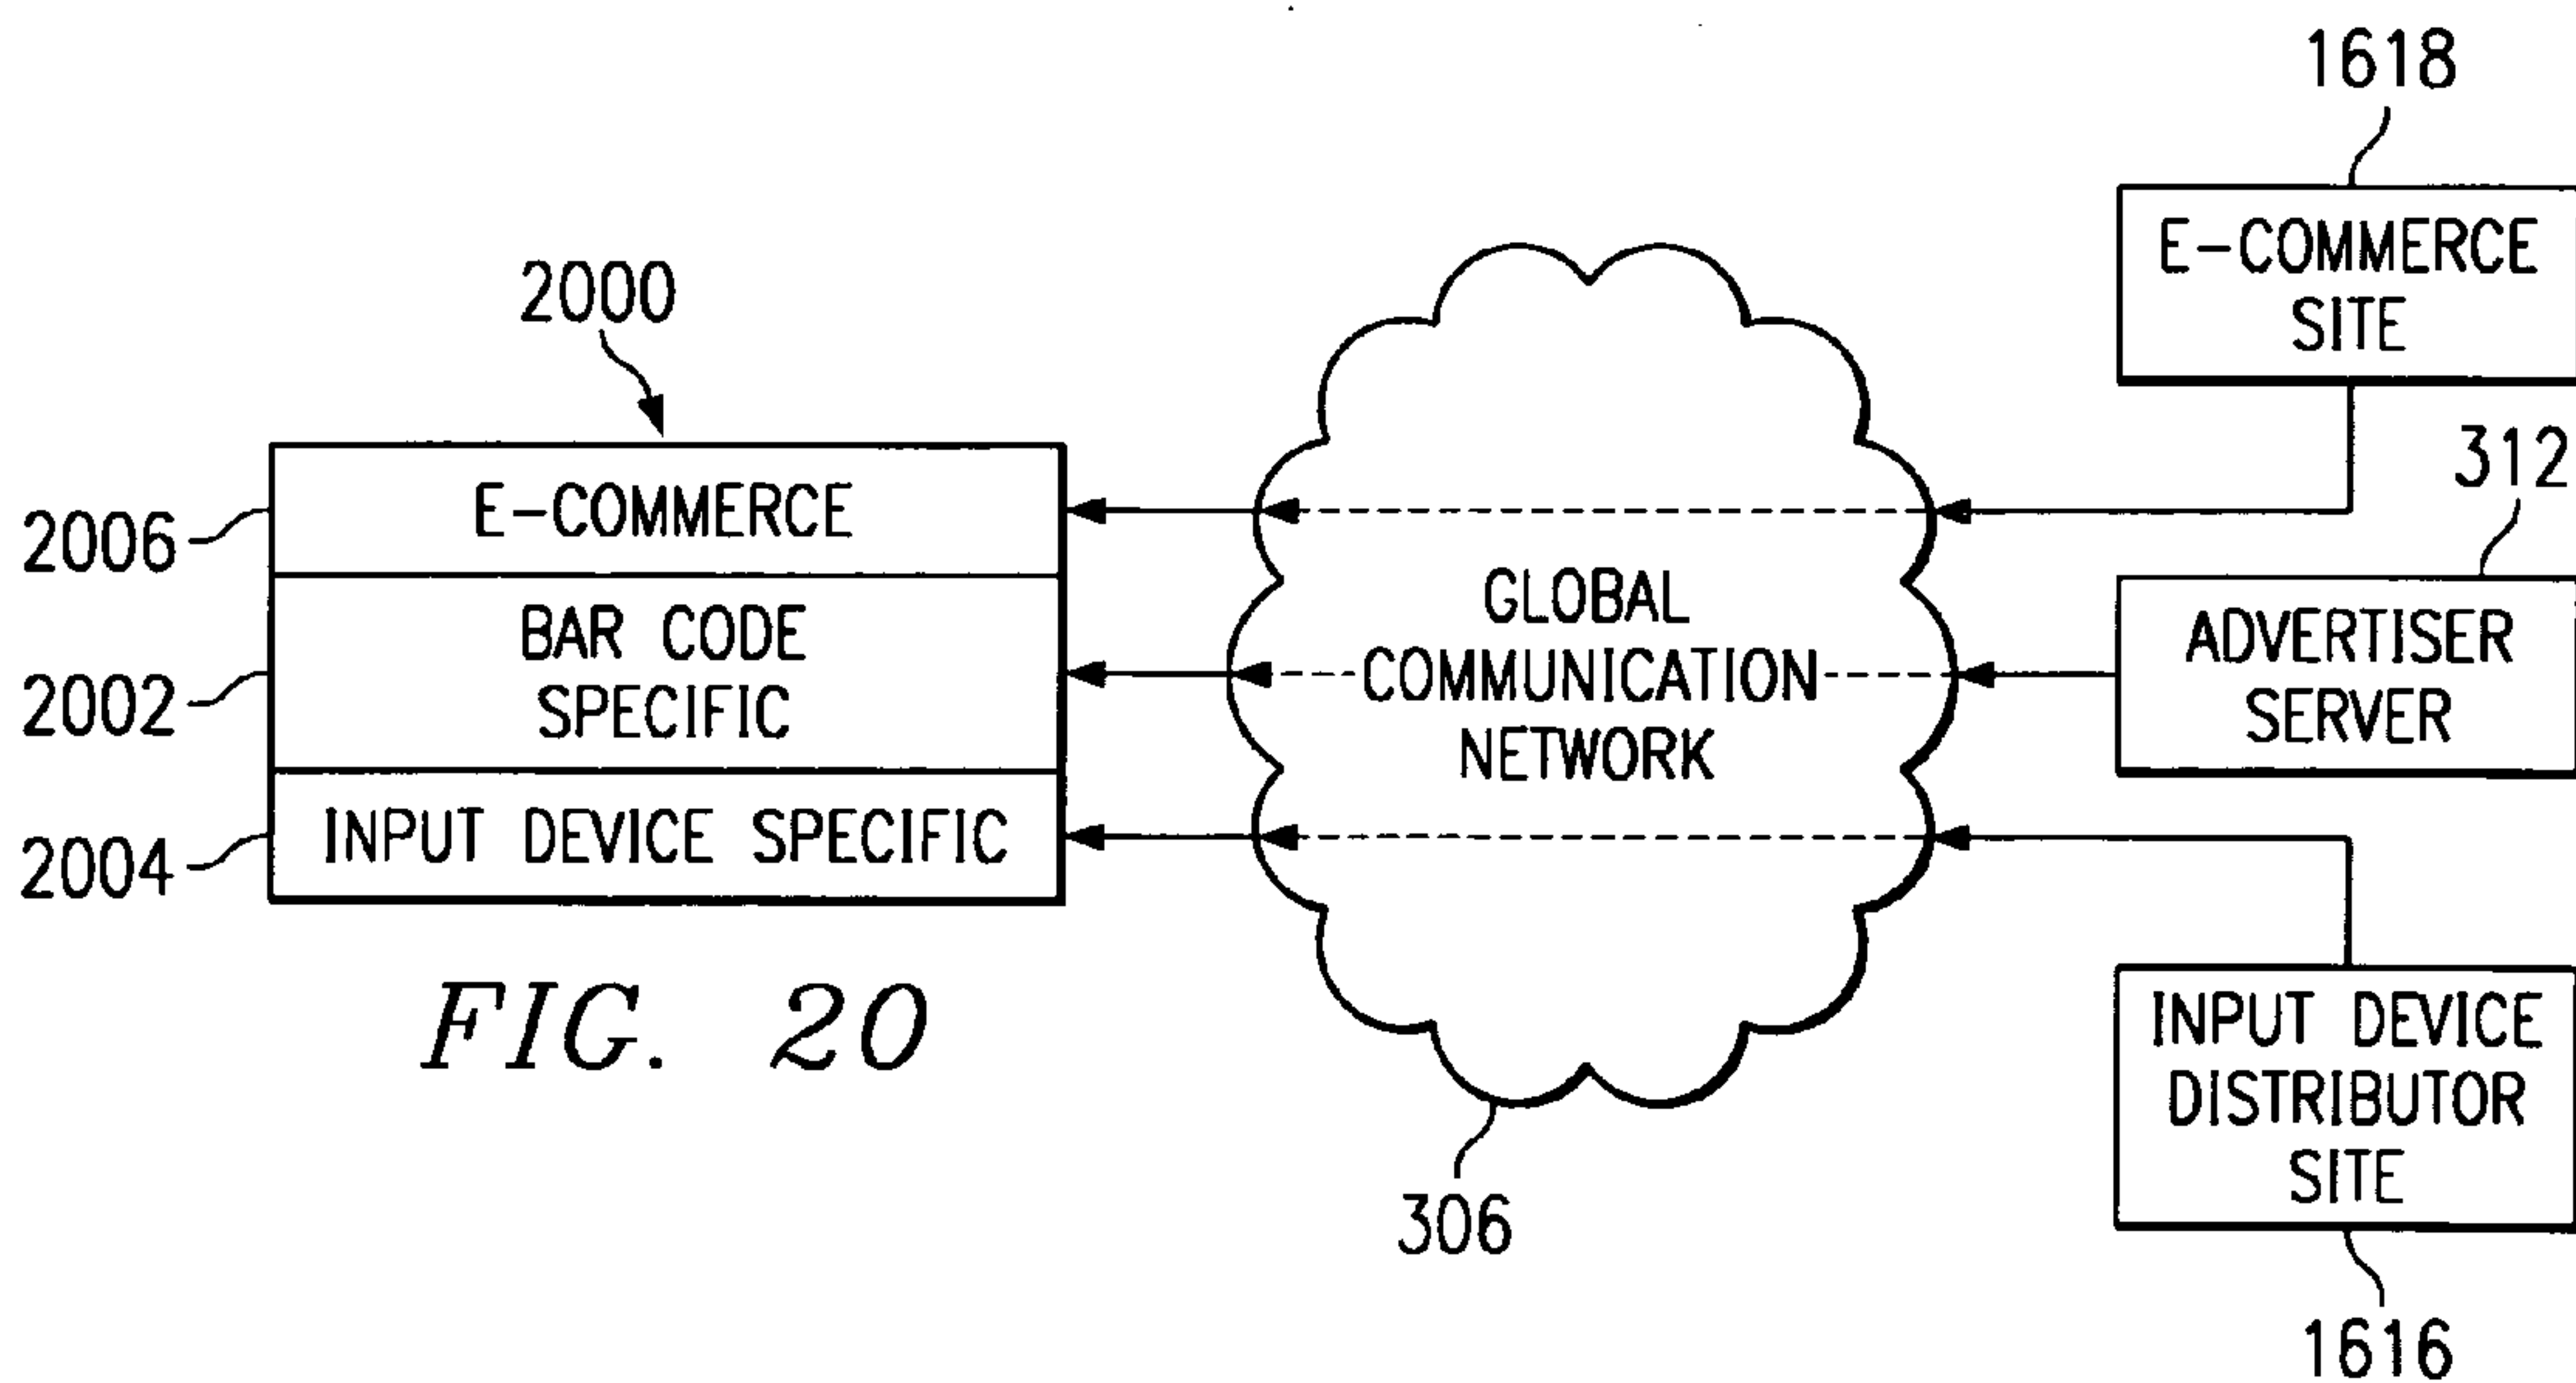 1618
E-COMMERCE
SITE
2000
312
2006
E-COMMERCE
BAR CODE
SPECIFIC
2002
GLOBAL
COMMUNICATION
NETWORK
ADVERTISER
SERVER
INPUT DEVICE SPECIFIC
2004
FIG. 20
INPUT DEVICE
DISTRIBUTOR
SITE
306
1616